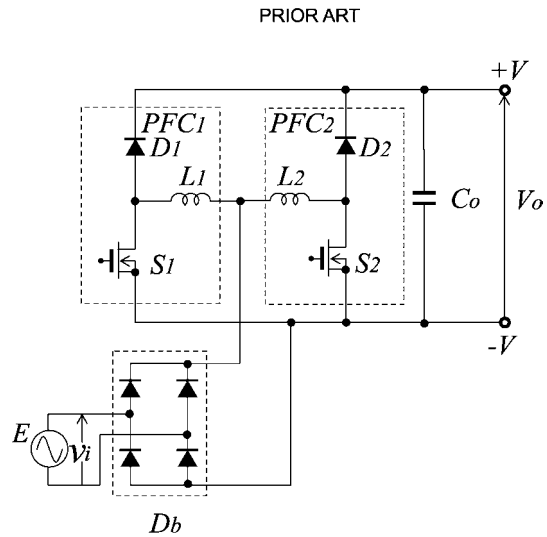 PRIOR ART
+V
PFC1 PFC2
D1 D2
L1 L2
Co Vo
S1 S2
-V
E vi
Db